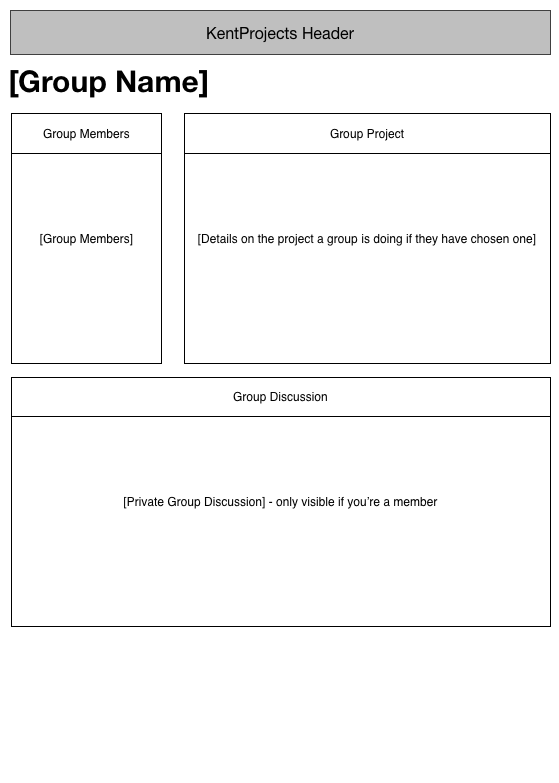 KentProjects Header
[Group Name]
Group Members
Group Project
[Group Members]
[Details on the project a group is doing if they have chosen one]
Group Discussion
[Private Group Discussion] - only visible if you’re a member